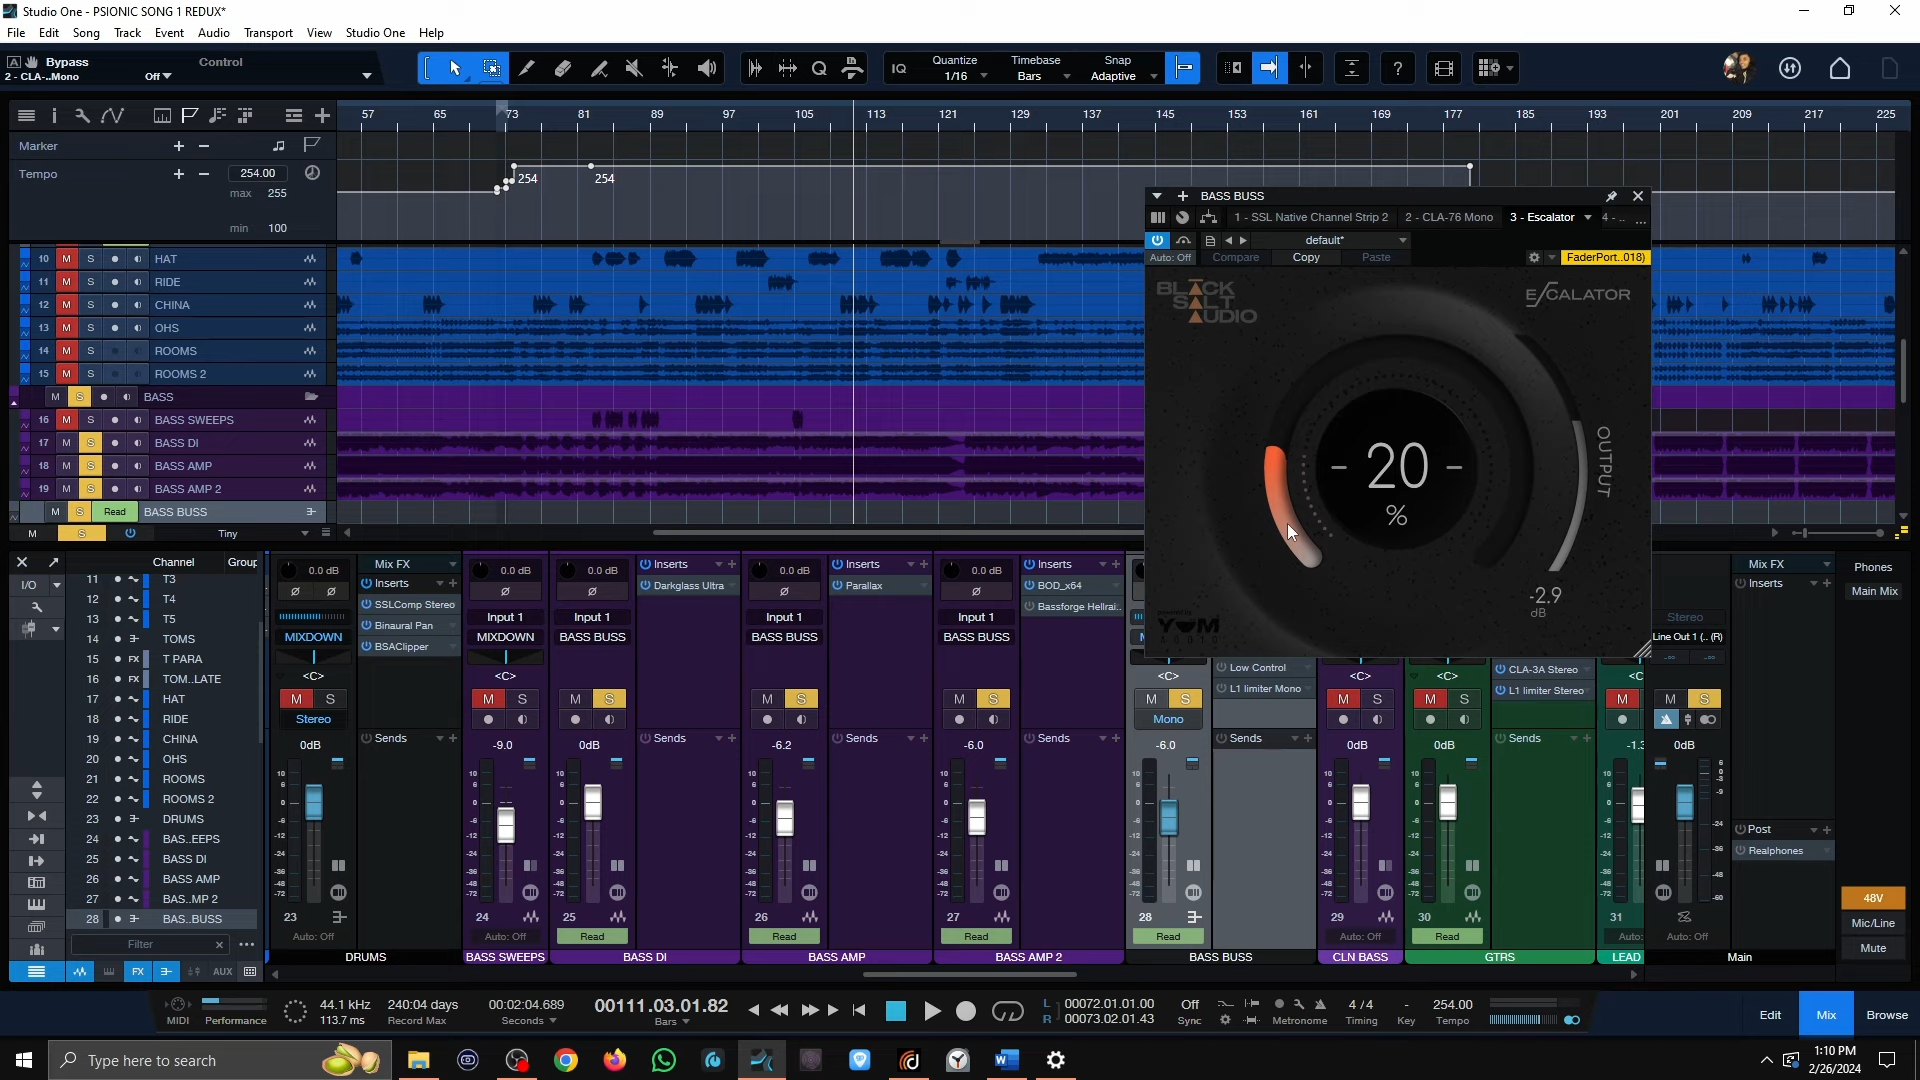 Studio One - PSIONIC SONG 1 REDUX*
File Edit Song Track Event Audio Transport View Studio One Help
Bypass Control
2 - CLA-..Mono Off
IQ Quantize Timebase Snap
1/16 Bars Adaptive
57 65 73 81 89 97 105 113 121 129 137 145 153 161 169 177 185 193 201 209 217 225
Marker
Tempo 254.00
max 255
min 100
254 254
BASS BUSS
1 - SSL Native Channel Strip 2 2 - CLA-76 Mono 3 - Escalator 4 - ..
default*
Auto: Off Compare Copy Paste FaderPort..018)
BLACK SALT AUDIO
ESCALATOR
- 20 -
%
OUTPUT
-2.9
dB
10 M S HAT
11 M S RIDE
12 M S CHINA
13 M S OHS
14 M S ROOMS
15 M S ROOMS 2
M S BASS
16 M S BASS SWEEPS
17 M S BASS DI
18 M S BASS AMP
19 M S BASS AMP 2
M S Read BASS BUSS
M S Tiny
Channel Group
I/O
11 T3
12 T4
13 T5
14 TOMS
15 FX T PARA
16 FX TOM..LATE
17 HAT
18 RIDE
19 CHINA
20 OHS
21 ROOMS
22 ROOMS 2
23 DRUMS
24 BAS..EEPS
25 BASS DI
26 BASS AMP
27 BAS..MP 2
28 BAS..BUSS
Filter
FX AUX
0.0 dB Mix FX 0.0 dB 0.0 dB Inserts 0.0 dB Inserts 0.0 dB Inserts Mix FX Phones
Inserts Darkglass Ultra Parallax BOD_x64 Inserts Main Mix
SSLComp Stereo Input 1 Input 1 Input 1 Input 1 Bassforge Hellrai.. Stereo
Binaural Pan
MIXDOWN MIXDOWN BASS BUSS BASS BUSS BASS BUSS Line Out 1 (.. (R)
BSAClipper
Low Control CLA-3A Stereo
L1 limiter Mono L1 limiter Stereo
<C> <C> <C> <C> <C>
M S M S M S M S M S M S M S M S M M S
Stereo Mono
0dB Sends -9.0 0dB Sends -6.2 Sends -6.0 Sends -6.0 Sends 0dB 0dB Sends 0dB
Post
Realphones
48V
Mic/Line
Mute
23 24 25 26 27 28 29 30 31
Auto: Off Auto: Off Read Read Read Read Auto: Off Read Auto: Auto: Off
DRUMS BASS SWEEPS BASS DI BASS AMP BASS AMP 2 BASS BUSS CLN BASS GTRS LEAD Main
MIDI Performance
44.1 kHz 240:04 days 00:02:04.689 00111.03.01.82
113.7 ms Record Max Seconds Bars
L 00072.01.01.00
R 00073.02.01.43
Off 4 / 4 - 254.00
Sync Metronome Timing Key Tempo
Edit Mix Browse
Type here to search
1:10 PM
2/26/2024